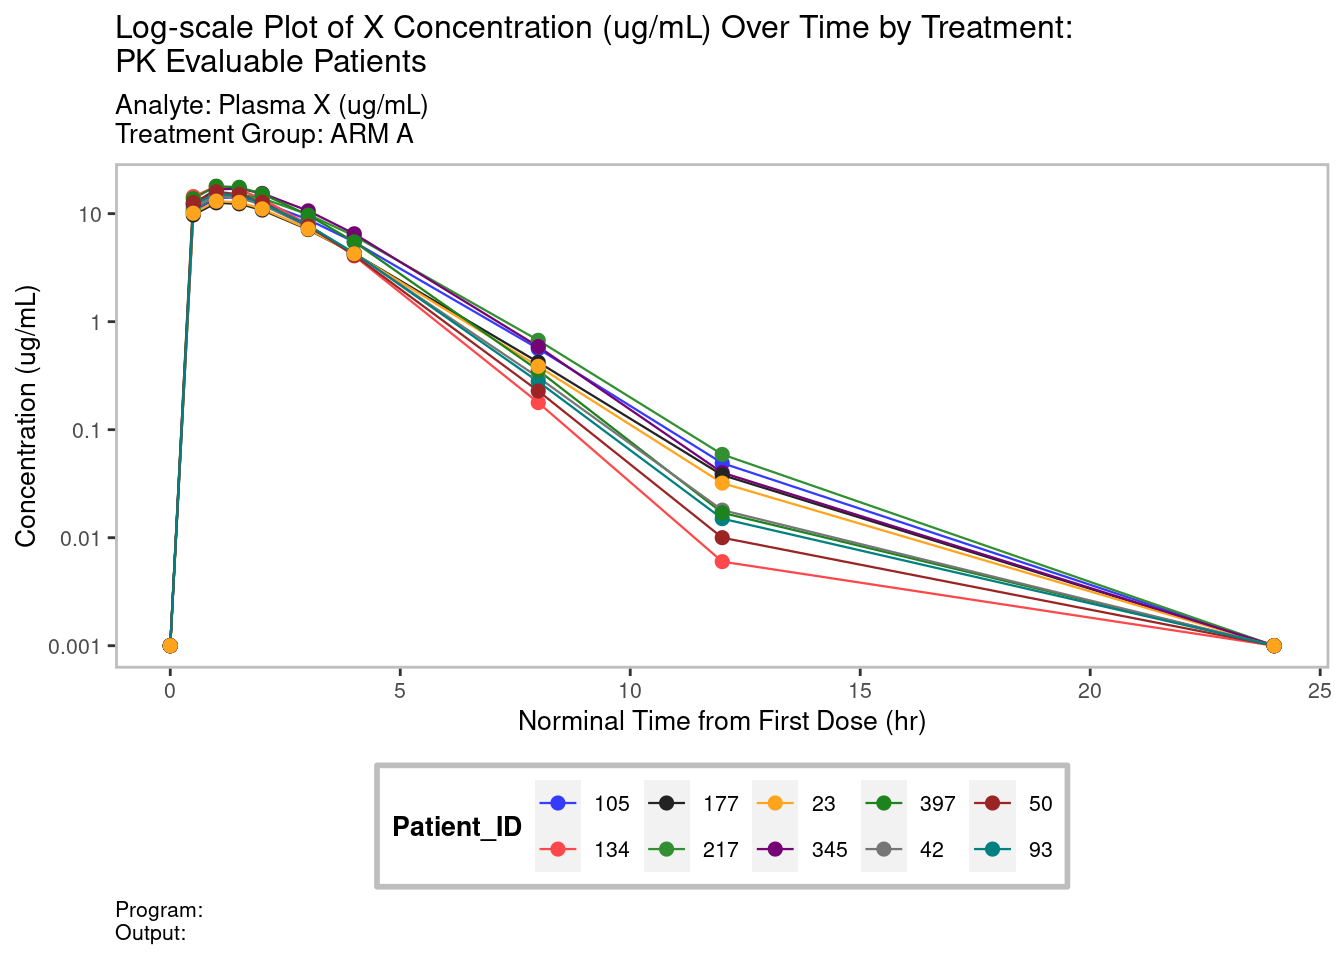 Log-scale Plot of X Concentration (ug/mL) Over Time by Treatment:
PK Evaluable Patients
Analyte: Plasma X (ug/mL)
Treatment Group: ARM A
Concentration (ug/mL)
10
1
0.1
0.01
0.001
0 5 10 15 20 25
Norminal Time from First Dose (hr)
Patient_ID
105 177 23 397 50
134 217 345 42 93
Program:
Output: